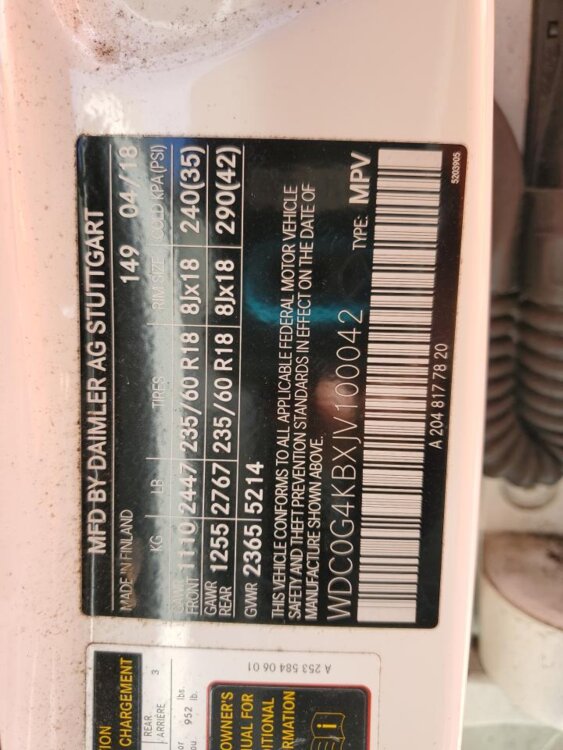 MFD BY DAIMLER AG STUTTGART
MADE IN FINLAND 149 04/18
KG LB TIRES RIM SIZE COLD KPA (PSI)
GAWR FRONT 1110 2447 235/60 R18 8Jx18 240(35)
GAWR REAR 1255 2767 235/60 R18 8Jx18 290(42)
GVWR 2365 5214
THIS VEHICLE CONFORMS TO ALL APPLICABLE FEDERAL MOTOR VEHICLE
SAFETY AND THEFT PREVENTION STANDARDS IN EFFECT ON THE DATE OF
MANUFACTURE SHOWN ABOVE.
WDC0G4KBXJV100042 TYPE: MPV
A 204 817 78 20
5203905
CHARGEMENT
REAR
ARRIÈRE
3
lbs.
952 lb.
A 253 584 06 01
OWNER'S